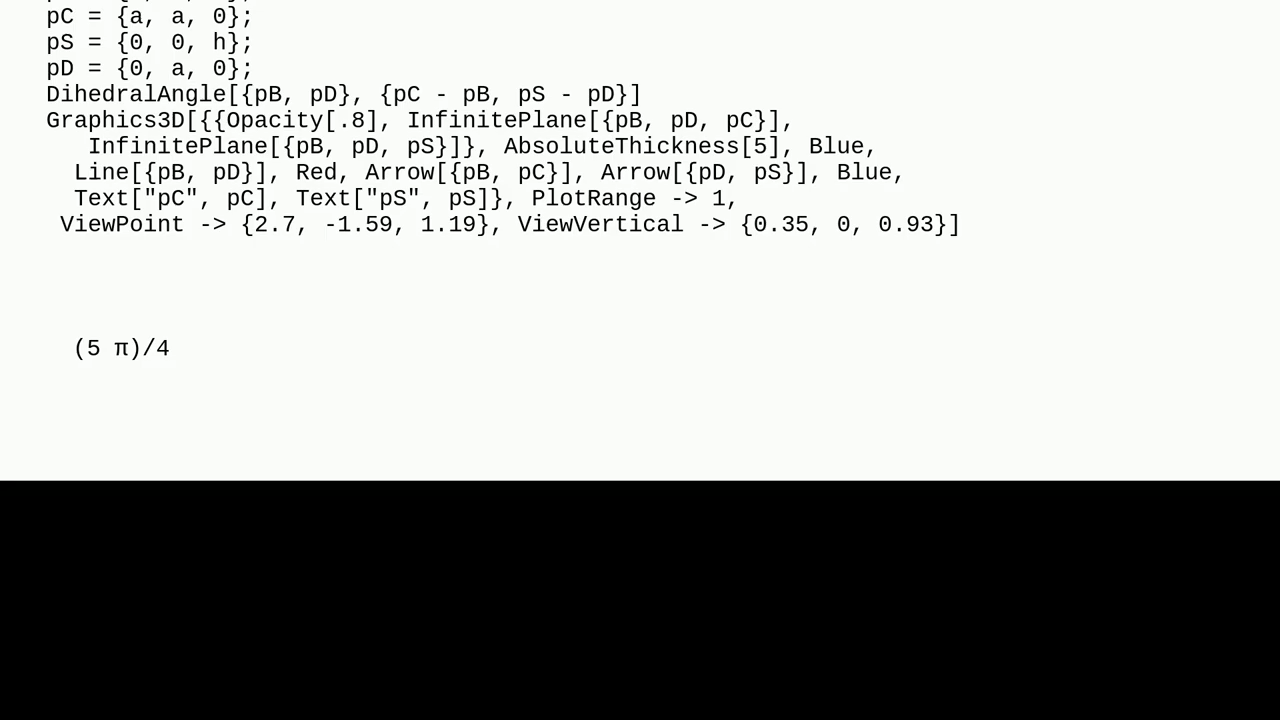 pC = {a, a, 0};
pS = {0, 0, h};
pD = {0, a, 0};
DihedralAngle[{pB, pD}, {pC - pB, pS - pD}]
Graphics3D[{{Opacity[.8], InfinitePlane[{pB, pD, pC}],
InfinitePlane[{pB, pD, pS}]}, AbsoluteThickness[5], Blue,
Line[{pB, pD}], Red, Arrow[{pB, pC}], Arrow[{pD, pS}], Blue,
Text["pC", pC], Text["pS", pS]}, PlotRange -> 1,
ViewPoint -> {2.7, -1.59, 1.19}, ViewVertical -> {0.35, 0, 0.93}]
(5 π)/4